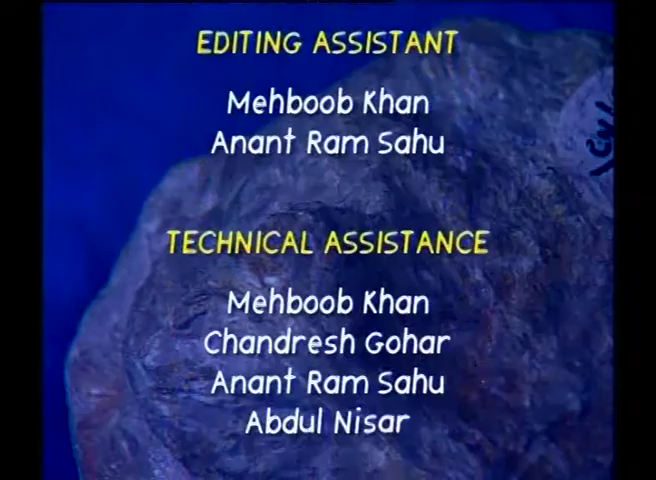 EDITING ASSISTANT
Mehboob Khan
Anant Ram Sahu
TECHNICAL ASSISTANCE
Mehboob Khan
Chandresh Gohar
Anant Ram Sahu
Abdul Nisar